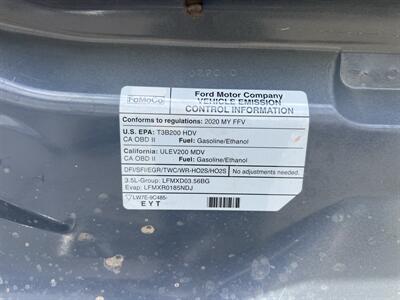 FoMoCo
Ford Motor Company
VEHICLE EMISSION
CONTROL INFORMATION
Conforms to regulations: 2020 MY FFV
U.S. EPA: T3B200 HDV
CA OBD II Fuel: Gasoline/Ethanol
California: ULEV200 MDV
CA OBD II Fuel: Gasoline/Ethanol
DFI/SFI/EGR/TWC/WR-HO2S/HO2S No adjustments needed.
3.5L-Group: LFMXD03.56BG
Evap: LFMXR0185NDJ
LW7E-9C485-
EYT